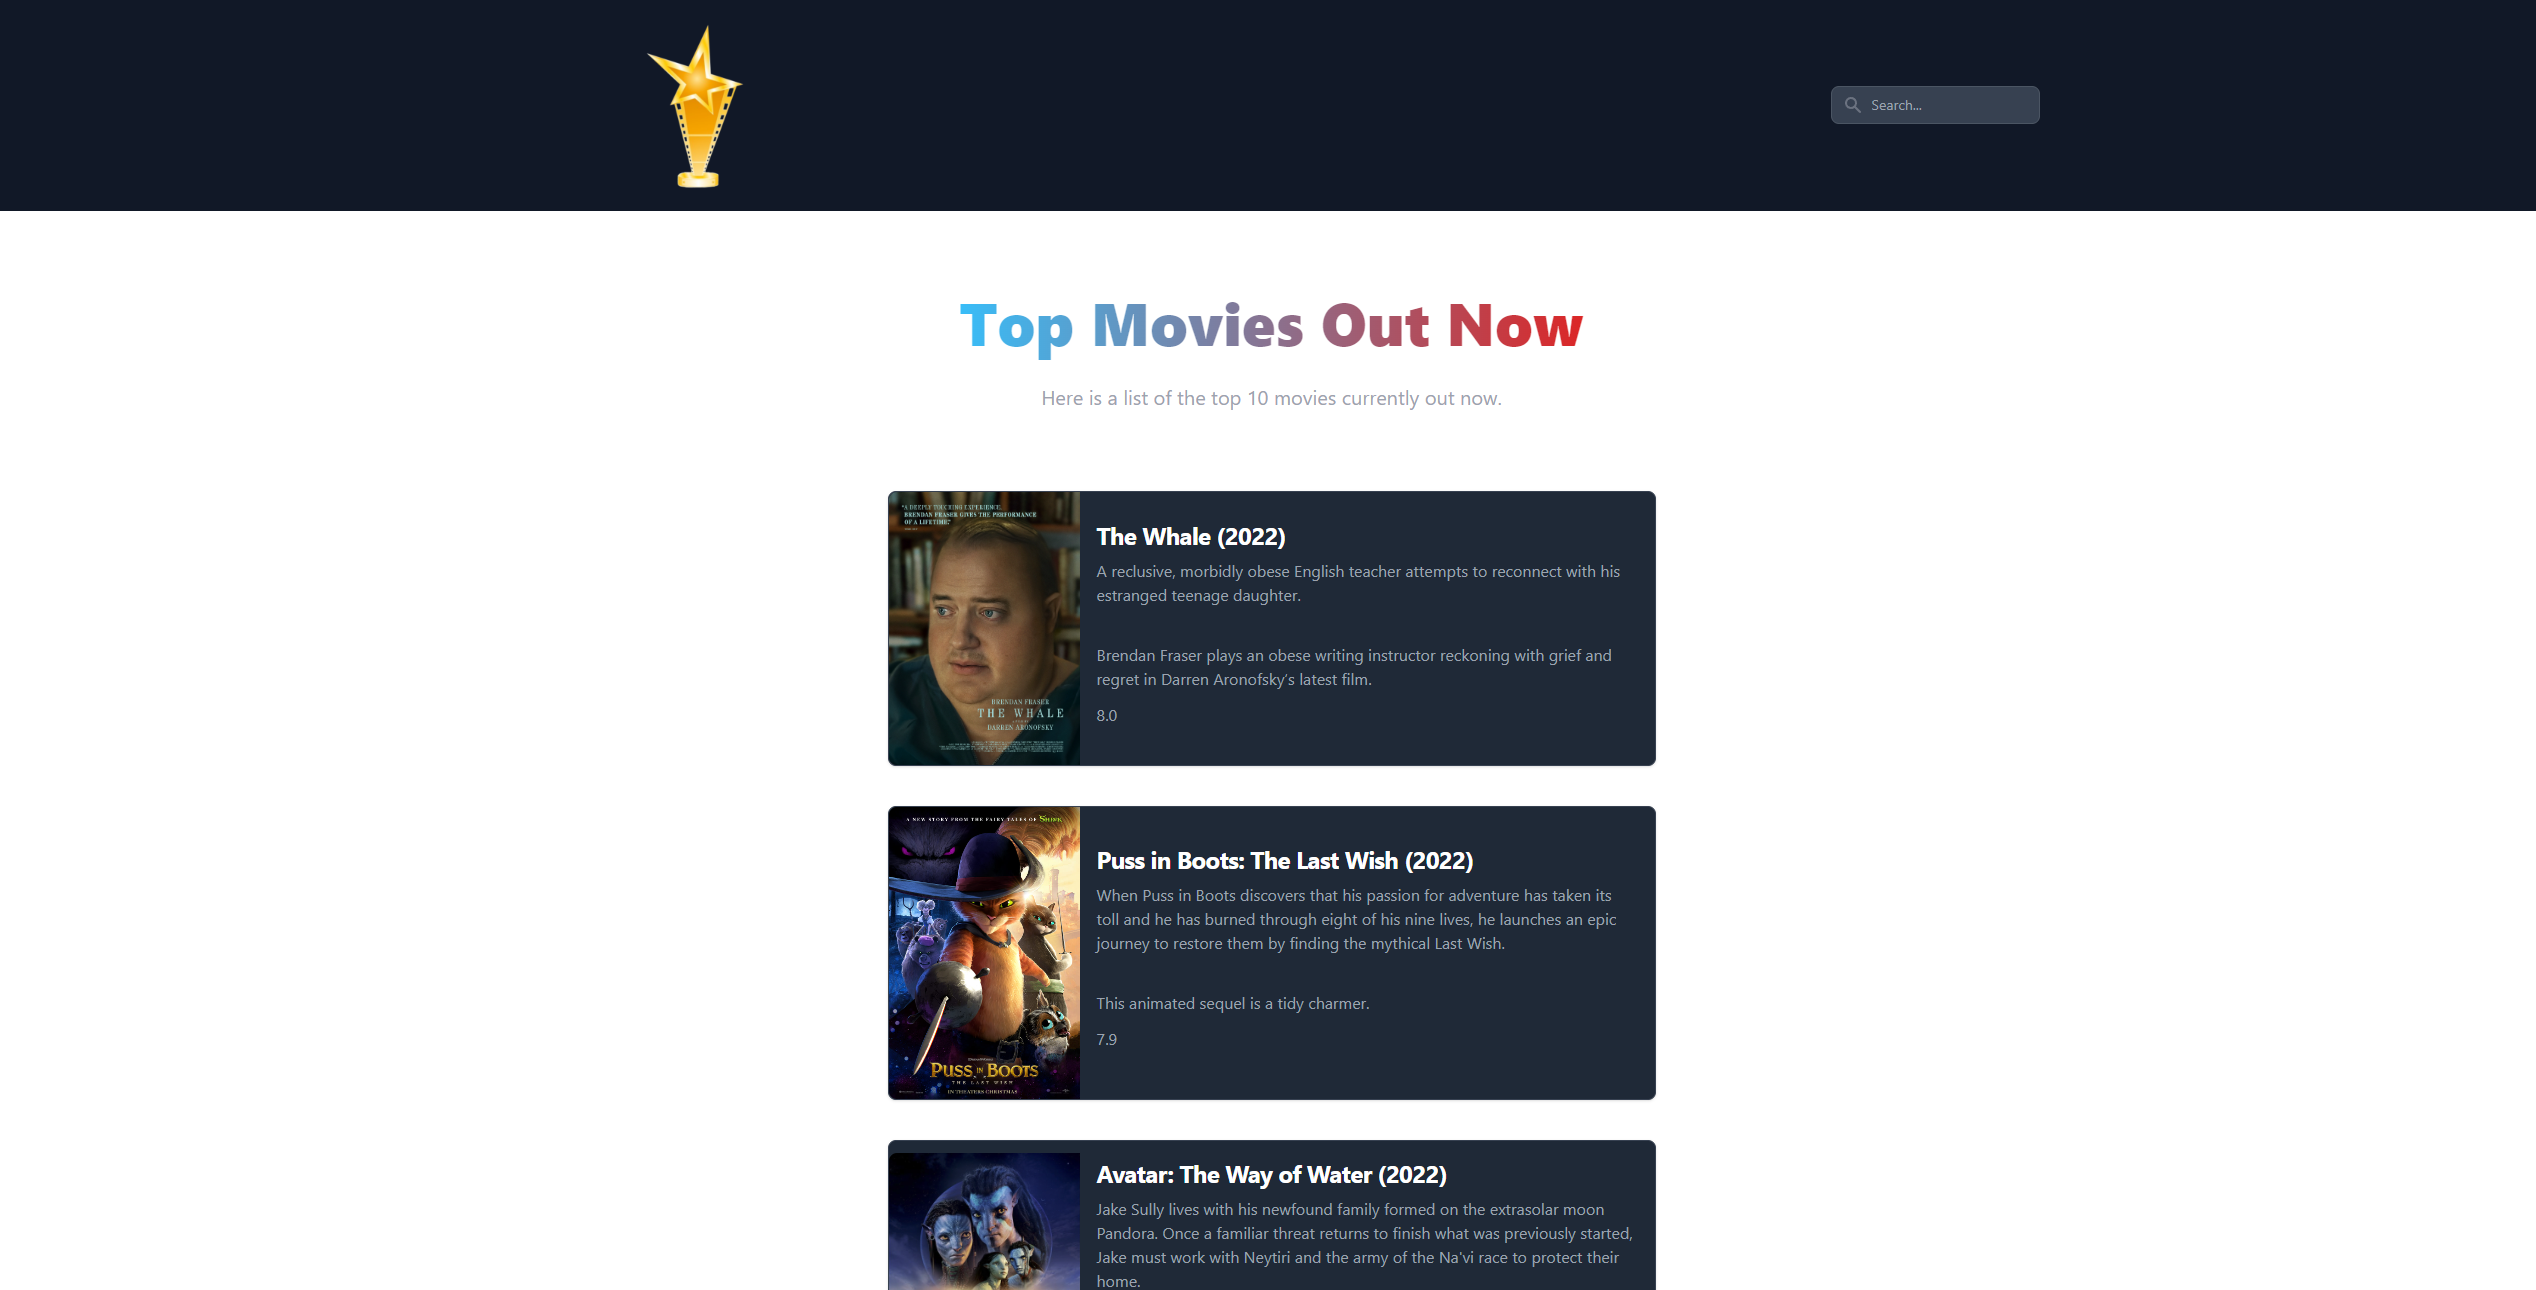 Search...
Top Movies Out Now
Here is a list of the top 10 movies currently out now.
"A DEEPLY TOUCHING EXPERIENCE.
BRENDAN FRASER GIVES THE PERFORMANCE
OF A LIFETIME."
BRENDAN FRASER
THE WHALE
DARREN ARONOFSKY
The Whale (2022)
A reclusive, morbidly obese English teacher attempts to reconnect with his
estranged teenage daughter.
Brendan Fraser plays an obese writing instructor reckoning with grief and
regret in Darren Aronofsky’s latest film.
8.0
A NEW STORY FROM THE FAIRY TALES OF SHREK
PUSS IN BOOTS
THE LAST WISH
IN THEATERS CHRISTMAS
Puss in Boots: The Last Wish (2022)
When Puss in Boots discovers that his passion for adventure has taken its
toll and he has burned through eight of his nine lives, he launches an epic
journey to restore them by finding the mythical Last Wish.
This animated sequel is a tidy charmer.
7.9
Avatar: The Way of Water (2022)
Jake Sully lives with his newfound family formed on the extrasolar moon
Pandora. Once a familiar threat returns to finish what was previously started,
Jake must work with Neytiri and the army of the Na'vi race to protect their
home.